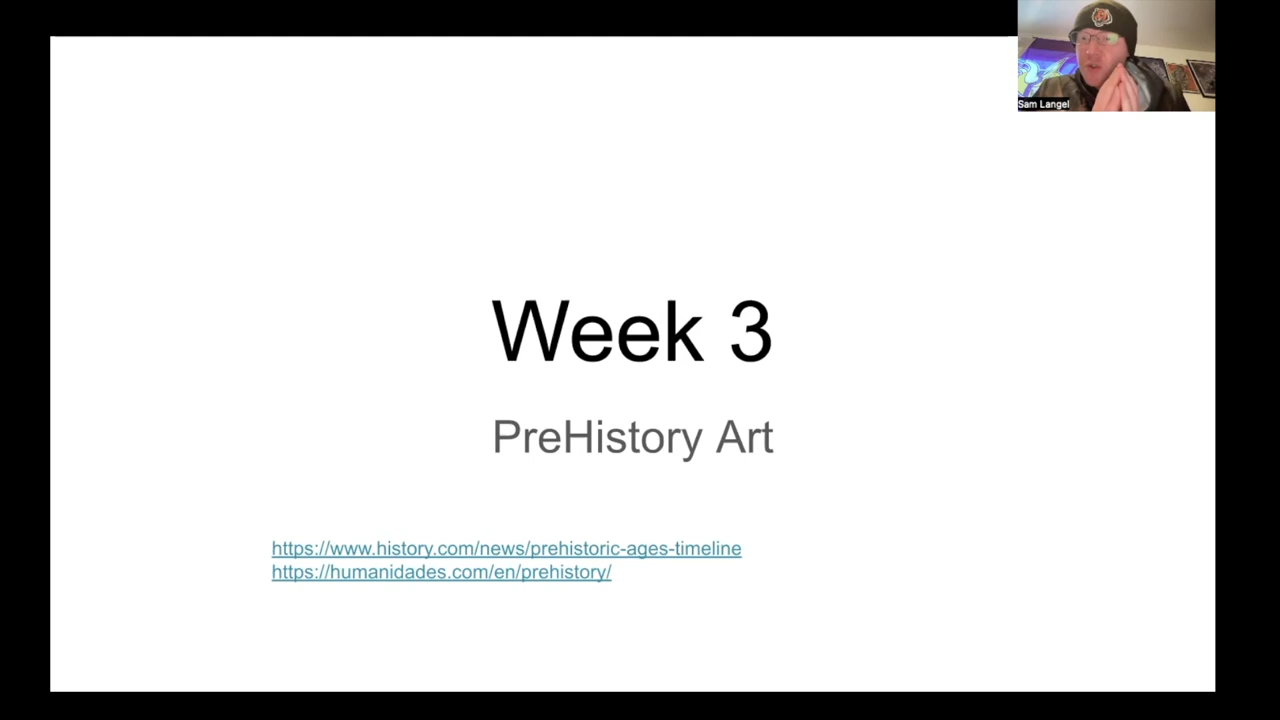 Sam Langel
Week 3
PreHistory Art
https://www.history.com/news/prehistoric-ages-timeline
https://humanidades.com/en/prehistory/